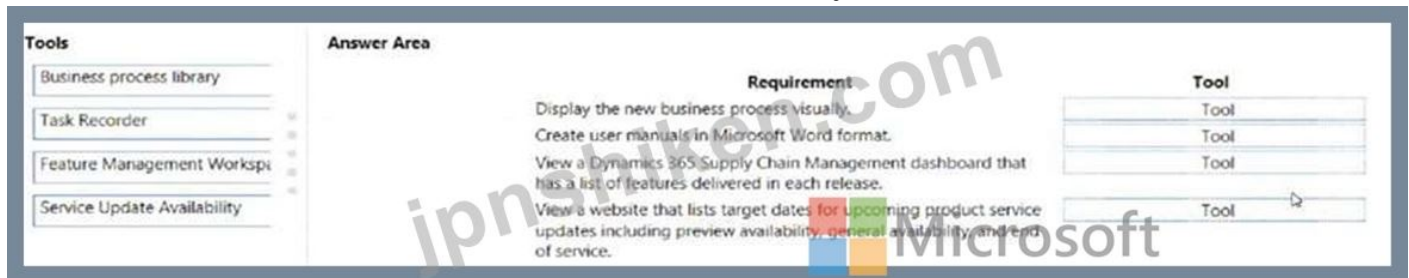 Tools
Answer Area
Business process library
Task Recorder
Feature Management Workspa
Service Update Availability
Requirement
Tool
Display the new business process visually.
Tool
Create user manuals in Microsoft Word format.
Tool
View a Dynamics 365 Supply Chain Management dashboard that
has a list of features delivered in each release.
Tool
View a website that lists target dates for upcoming product service
updates including preview availability, general availability, and end
of service.
Tool
jpnshiken.com
Microsoft